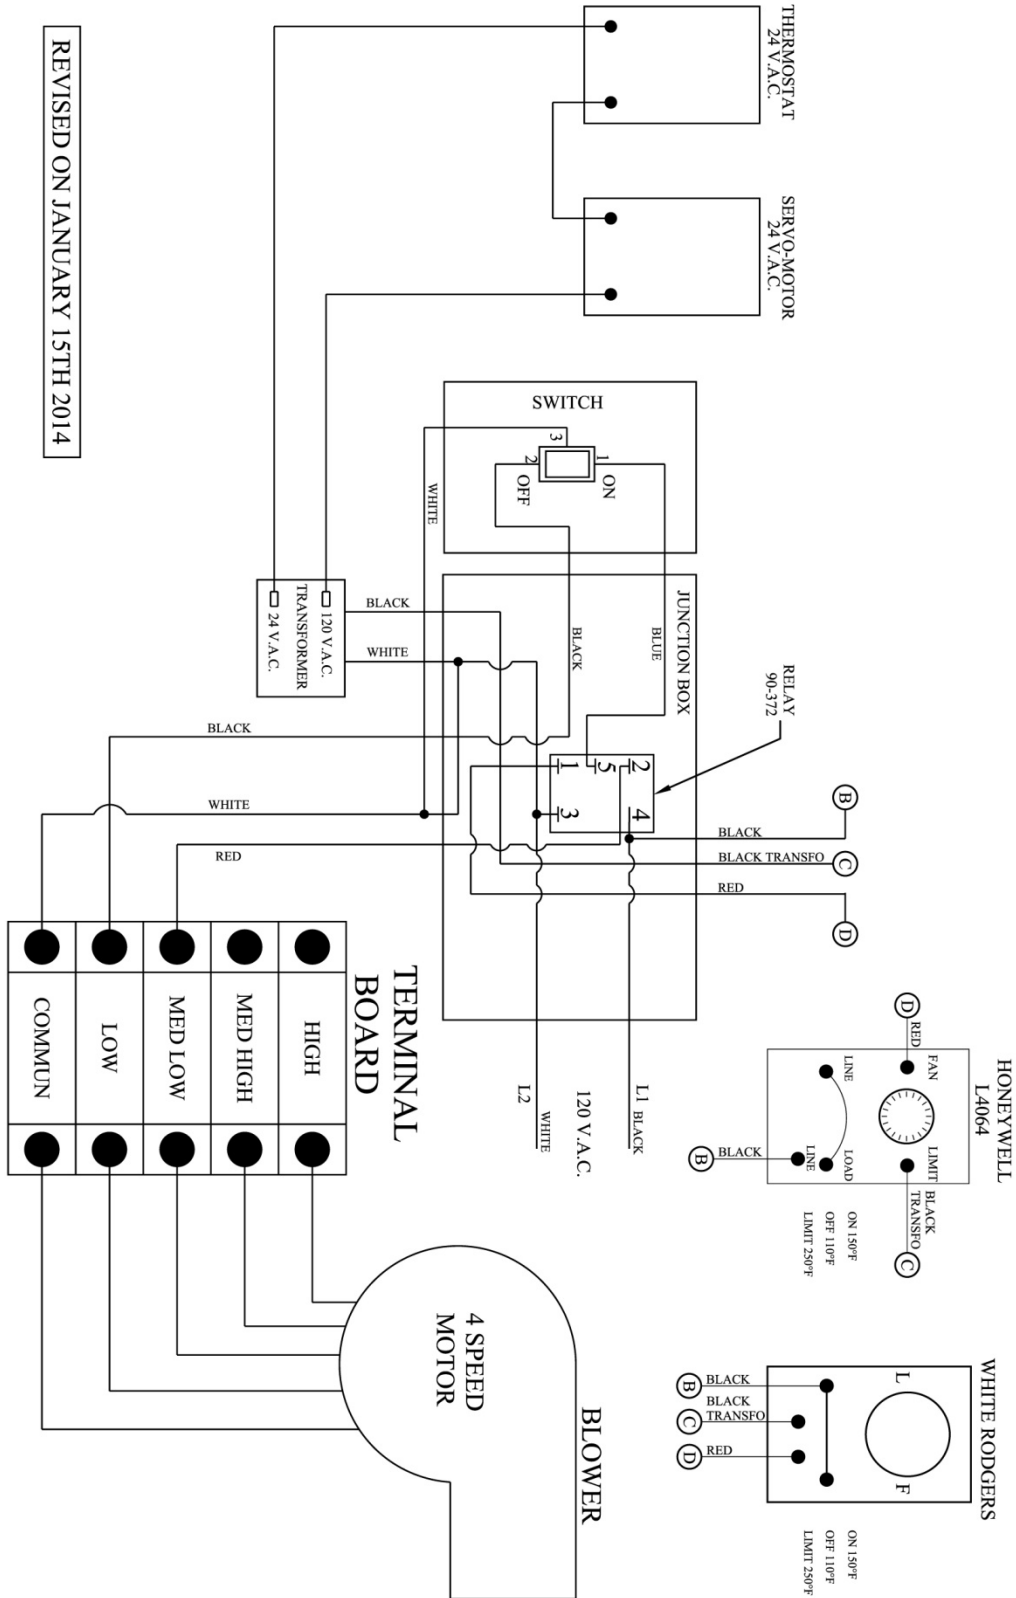 THERMOSTAT
24 V.A.C.
SERVO-MOTOR
24 V.A.C.
SWITCH
1
ON
3
2
OFF
WHITE
JUNCTION BOX
BLUE
BLACK
RELAY
90-372
2
4
5
1
3
BLACK
B
BLACK TRANSFO
C
RED
D
120 V.A.C.
TRANSFORMER
24 V.A.C.
BLACK
WHITE
BLACK
WHITE
RED
L1
BLACK
120 V.A.C.
L2
WHITE
HONEYWELL
L4064
D
RED
FAN
LIMIT
BLACK
TRANSFO
C
LINE
LOAD
LINE
BLACK
B
ON 150°F
OFF 110°F
LIMIT 250°F
WHITE RODGERS
L
F
B
BLACK
C
BLACK
TRANSFO
D
RED
ON 150°F
OFF 110°F
LIMIT 250°F
TERMINAL
BOARD
HIGH
MED HIGH
MED LOW
LOW
COMMUN
BLOWER
4 SPEED
MOTOR
REVISED ON JANUARY 15TH 2014